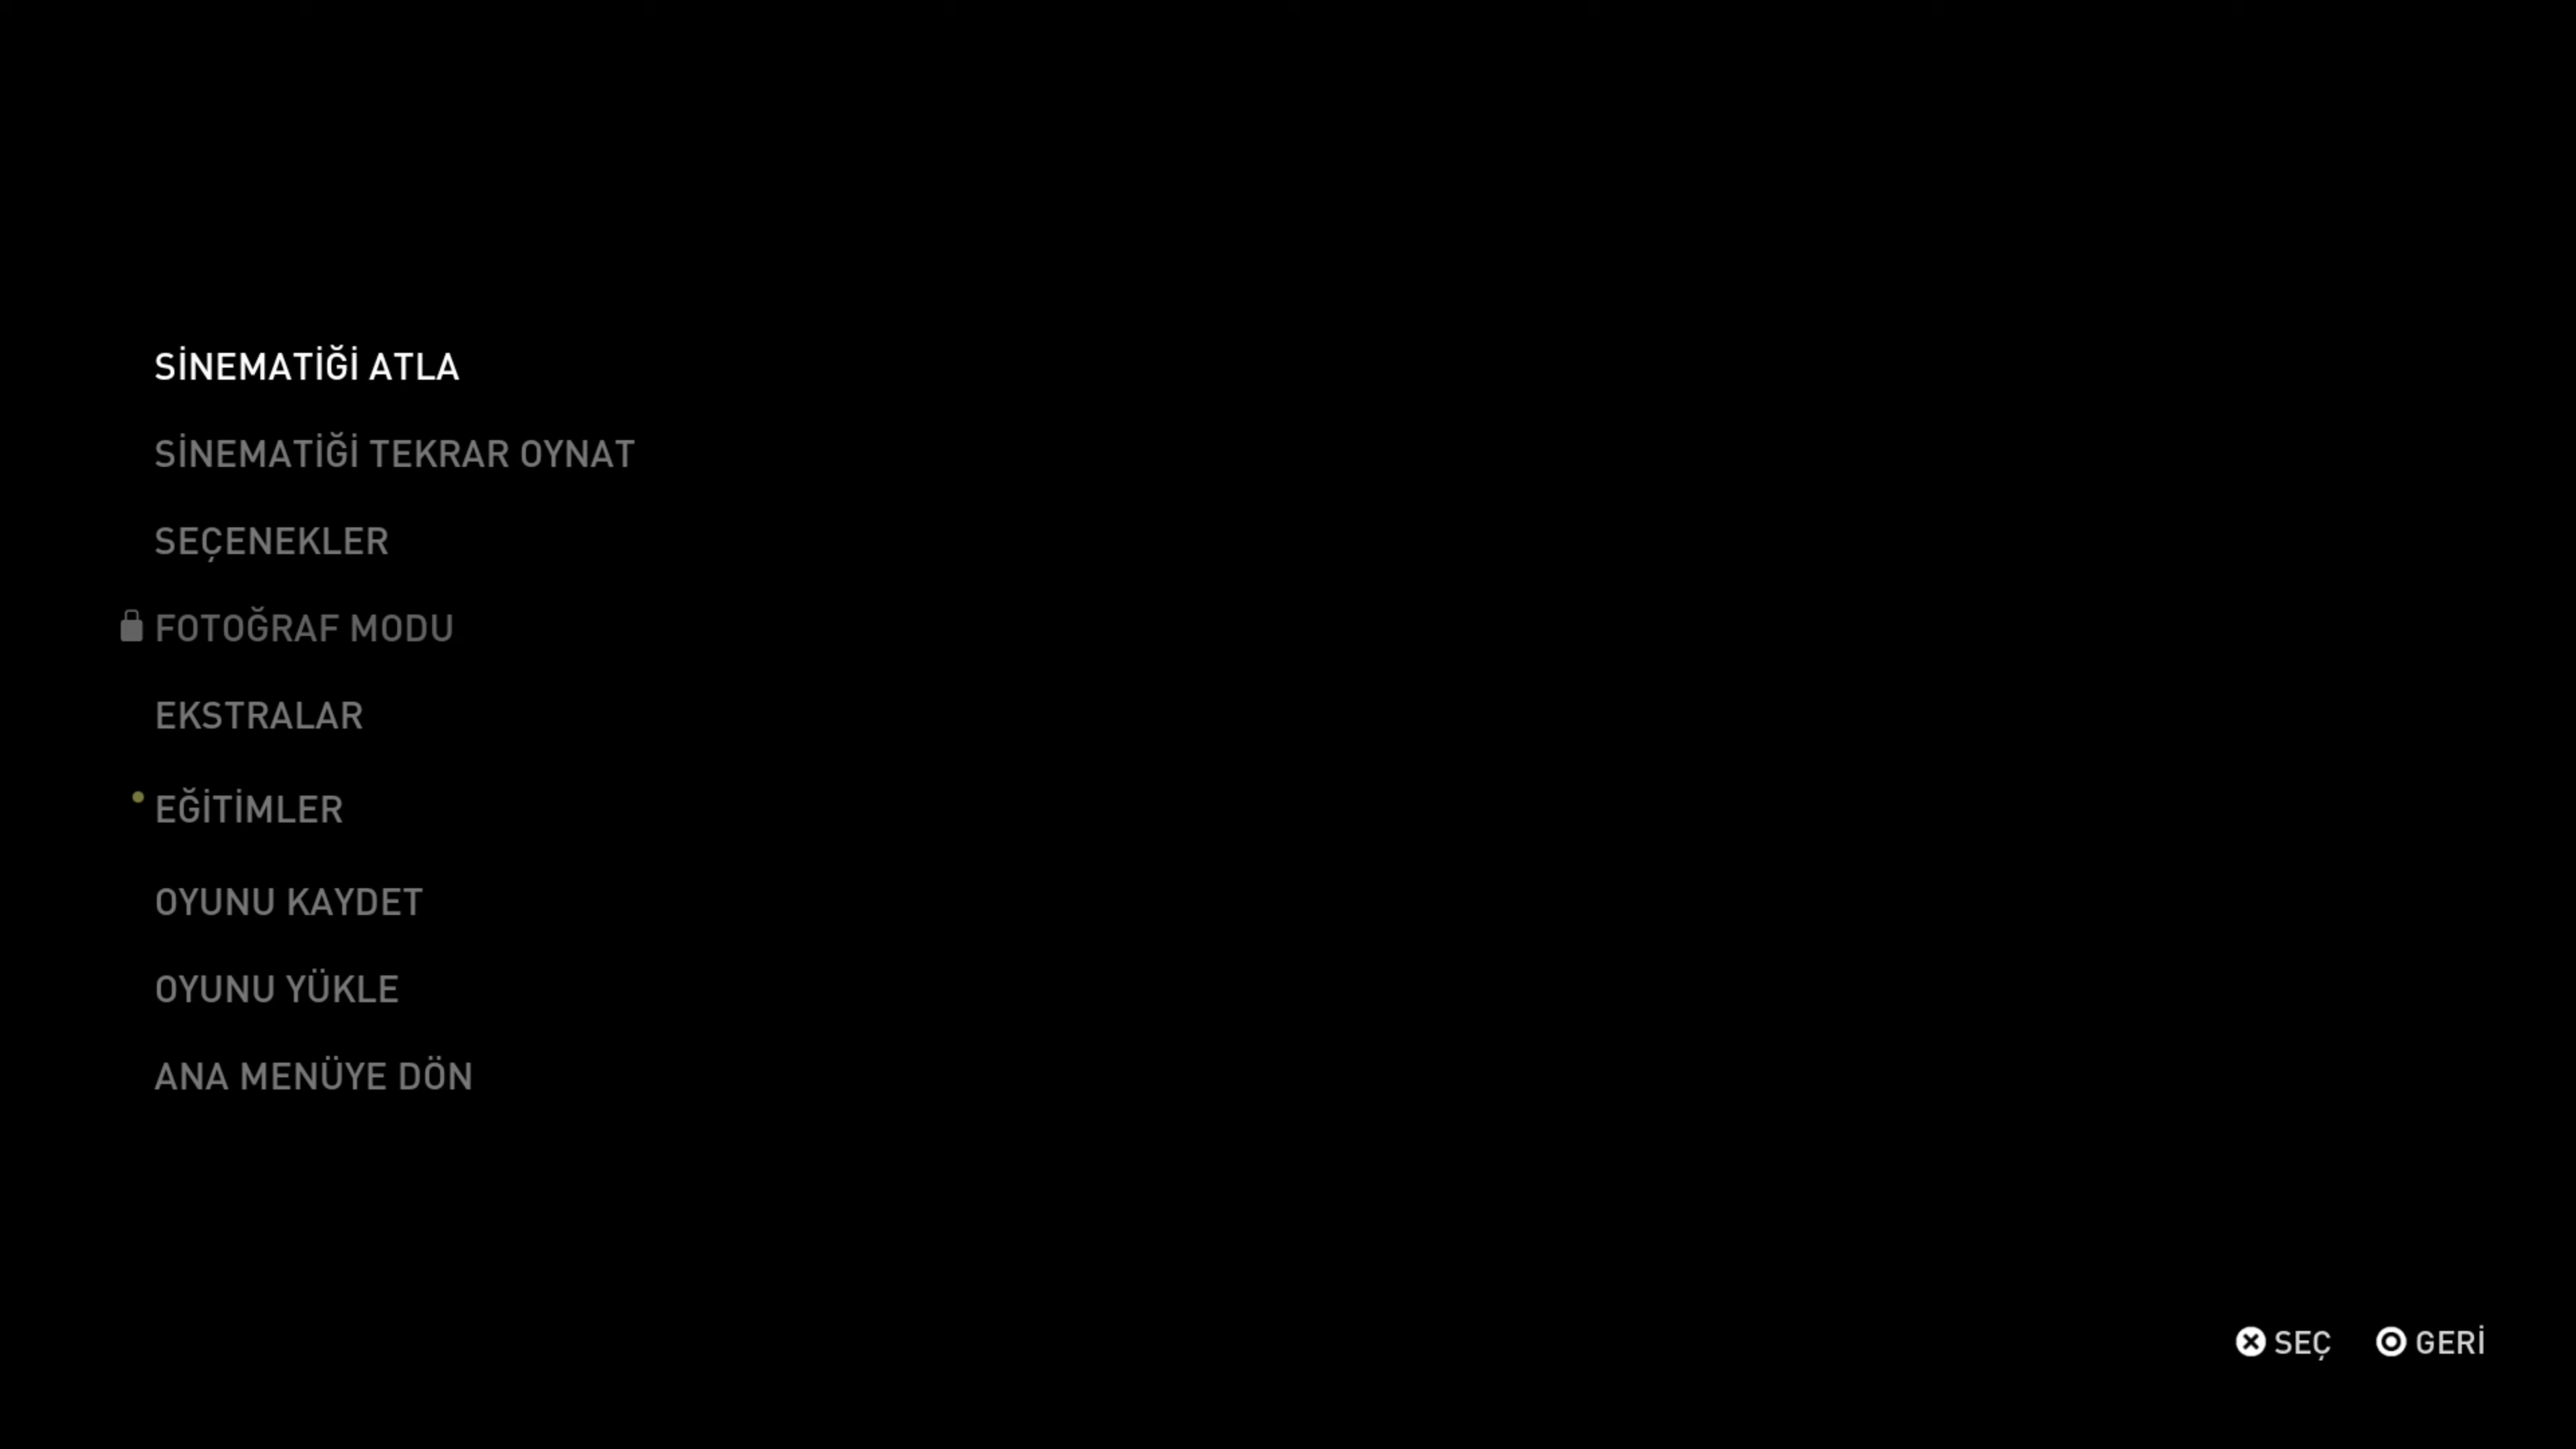 SİNEMATİĞİ ATLA
SİNEMATİĞİ TEKRAR OYNAT
SEÇENEKLER
FOTOĞRAF MODU
EKSTRALAR
EĞİTİMLER
OYUNU KAYDET
OYUNU YÜKLE
ANA MENÜYE DÖN
SEÇ GERİ